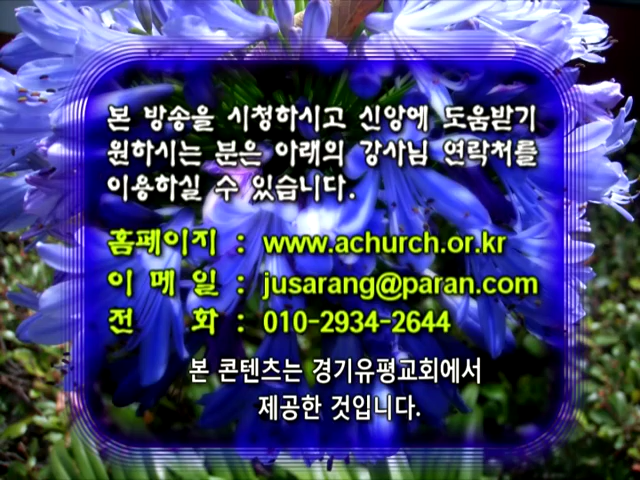 본 방송을 시청하시고 신앙에 도움받기
원하시는 분은 아래의 강사님 연락처를
이용하실 수 있습니다.
홈페이지 : www.achurch.or.kr
이 메 일 : jusarang@paran.com
전 화 : 010-2934-2644
본 콘텐츠는 경기유평교회에서
제공한 것입니다.